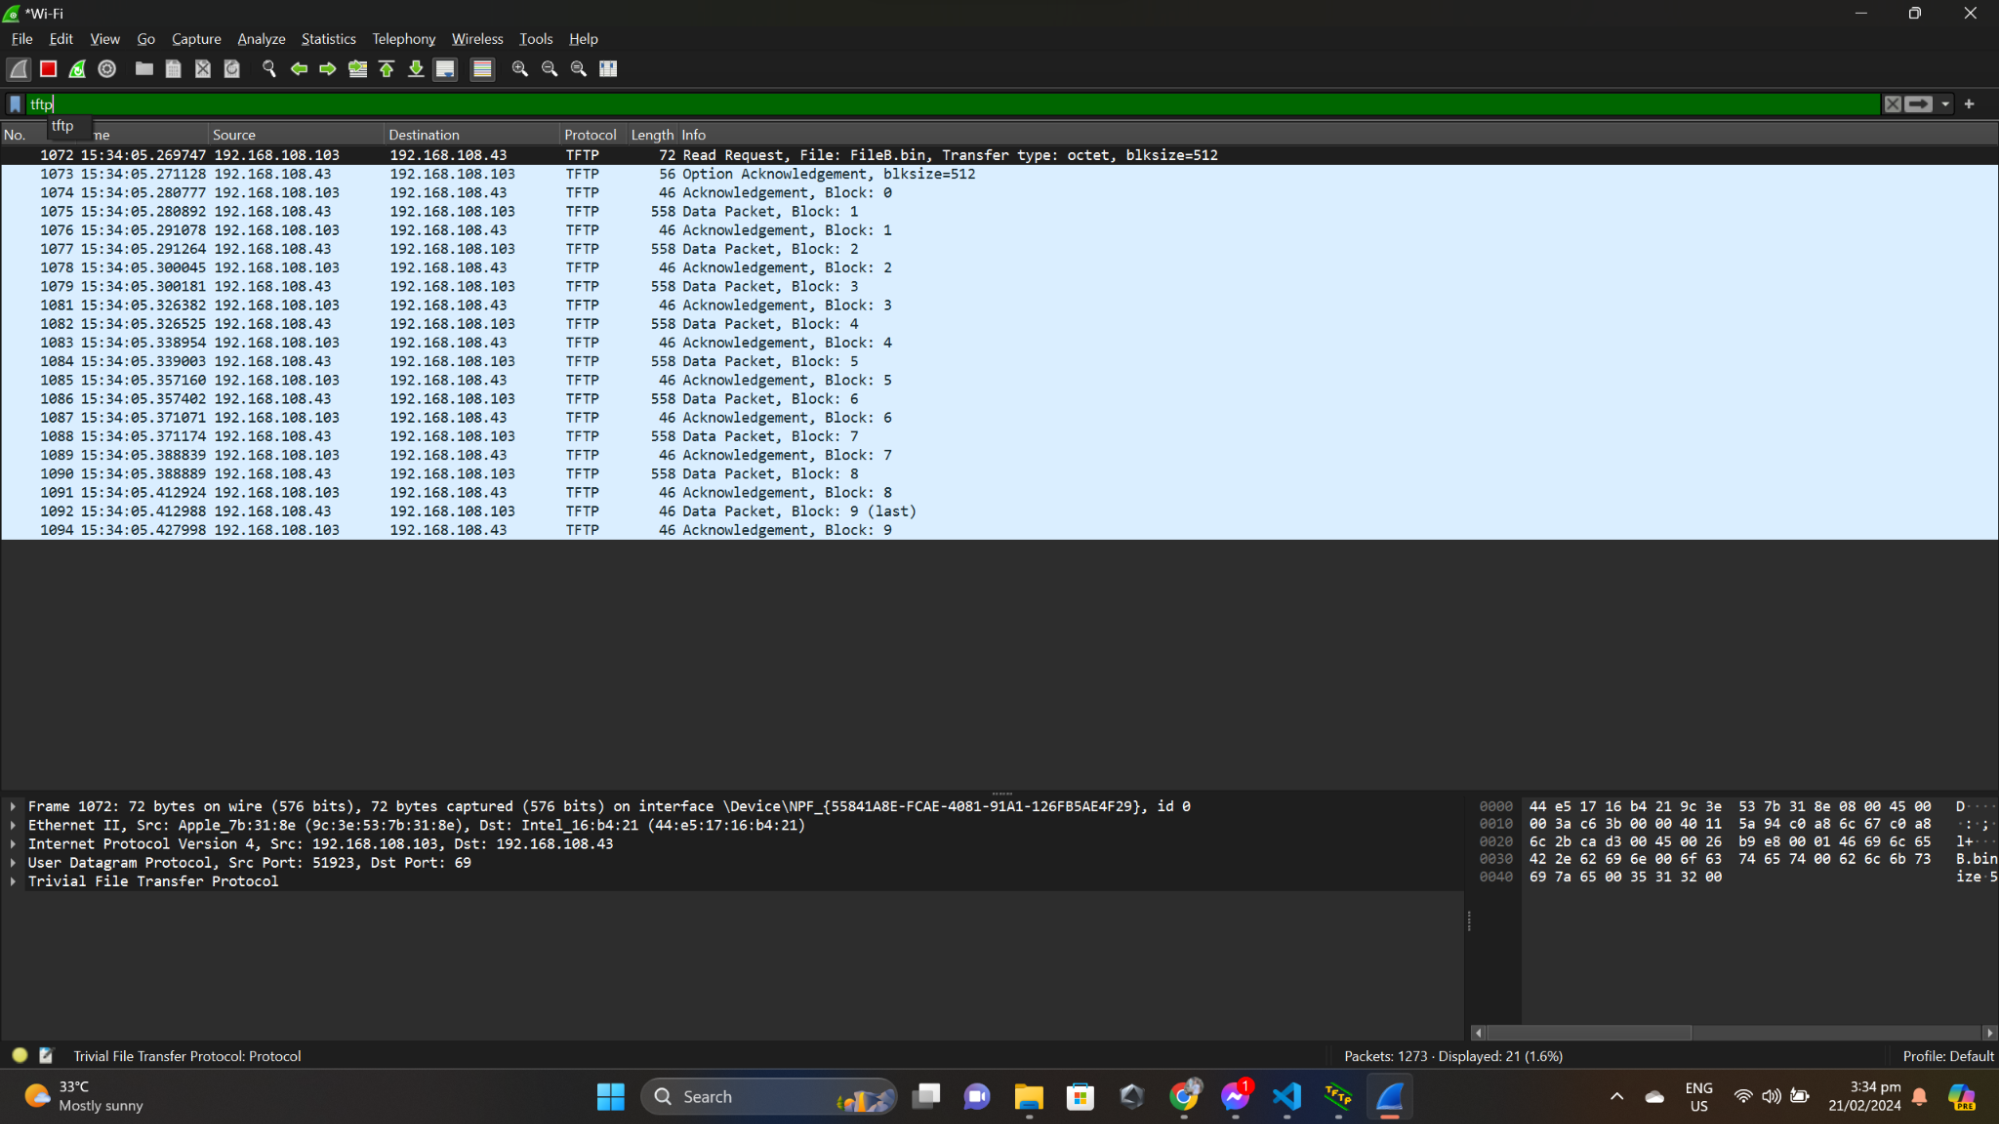 *Wi-Fi
File Edit View Go Capture Analyze Statistics Telephony Wireless Tools Help
tftp
tftp
No. me Source Destination Protocol Length Info
1072 15:34:05.269747 192.168.108.103 192.168.108.43 TFTP 72 Read Request, File: FileB.bin, Transfer type: octet, blksize=512
1073 15:34:05.271128 192.168.108.43 192.168.108.103 TFTP 56 Option Acknowledgement, blksize=512
1074 15:34:05.280777 192.168.108.103 192.168.108.43 TFTP 46 Acknowledgement, Block: 0
1075 15:34:05.280892 192.168.108.43 192.168.108.103 TFTP 558 Data Packet, Block: 1
1076 15:34:05.291078 192.168.108.103 192.168.108.43 TFTP 46 Acknowledgement, Block: 1
1077 15:34:05.291264 192.168.108.43 192.168.108.103 TFTP 558 Data Packet, Block: 2
1078 15:34:05.300045 192.168.108.103 192.168.108.43 TFTP 46 Acknowledgement, Block: 2
1079 15:34:05.300181 192.168.108.43 192.168.108.103 TFTP 558 Data Packet, Block: 3
1081 15:34:05.326382 192.168.108.103 192.168.108.43 TFTP 46 Acknowledgement, Block: 3
1082 15:34:05.326525 192.168.108.43 192.168.108.103 TFTP 558 Data Packet, Block: 4
1083 15:34:05.338954 192.168.108.103 192.168.108.43 TFTP 46 Acknowledgement, Block: 4
1084 15:34:05.339003 192.168.108.43 192.168.108.103 TFTP 558 Data Packet, Block: 5
1085 15:34:05.357160 192.168.108.103 192.168.108.43 TFTP 46 Acknowledgement, Block: 5
1086 15:34:05.357402 192.168.108.43 192.168.108.103 TFTP 558 Data Packet, Block: 6
1087 15:34:05.371071 192.168.108.103 192.168.108.43 TFTP 46 Acknowledgement, Block: 6
1088 15:34:05.371174 192.168.108.43 192.168.108.103 TFTP 558 Data Packet, Block: 7
1089 15:34:05.388839 192.168.108.103 192.168.108.43 TFTP 46 Acknowledgement, Block: 7
1090 15:34:05.388889 192.168.108.43 192.168.108.103 TFTP 558 Data Packet, Block: 8
1091 15:34:05.412924 192.168.108.103 192.168.108.43 TFTP 46 Acknowledgement, Block: 8
1092 15:34:05.412988 192.168.108.43 192.168.108.103 TFTP 46 Data Packet, Block: 9 (last)
1094 15:34:05.427998 192.168.108.103 192.168.108.43 TFTP 46 Acknowledgement, Block: 9
Frame 1072: 72 bytes on wire (576 bits), 72 bytes captured (576 bits) on interface \Device\NPF_{55841A8E-FCAE-4081-91A1-126FB5AE4F29}, id 0
Ethernet II, Src: Apple_7b:31:8e (9c:3e:53:7b:31:8e), Dst: Intel_16:b4:21 (44:e5:17:16:b4:21)
Internet Protocol Version 4, Src: 192.168.108.103, Dst: 192.168.108.43
User Datagram Protocol, Src Port: 51923, Dst Port: 69
Trivial File Transfer Protocol
0000 44 e5 17 16 b4 21 9c 3e 53 7b 31 8e 08 00 45 00 D····
0010 00 3a c6 3b 00 00 40 11 5a 94 c0 a8 6c 67 c0 a8 ·:·;
0020 6c 2b ca d3 00 45 00 26 b9 e8 00 01 46 69 6c 65 l+···
0030 42 2e 62 69 6e 00 6f 63 74 65 74 00 62 6c 6b 73 B.bin
0040 69 7a 65 00 35 31 32 00 ize·5
Trivial File Transfer Protocol: Protocol Packets: 1273 · Displayed: 21 (1.6%) Profile: Default
33°C
Mostly sunny
Search
1
TFTP
PRE
ENG
US
3:34 pm
21/02/2024